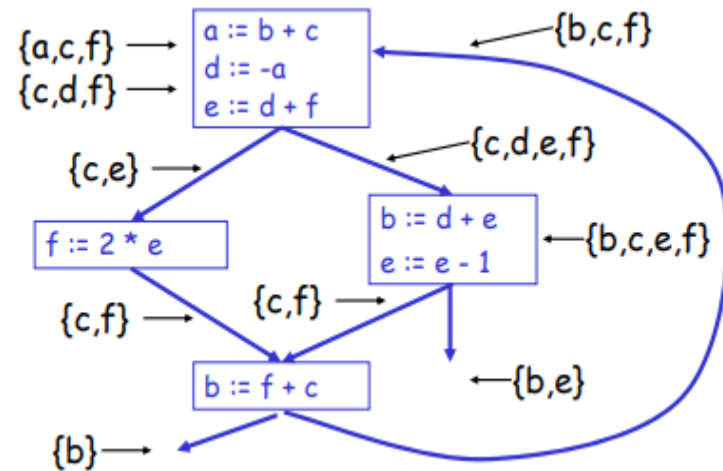 {a,c,f}
{c,d,f}
a := b + c
d := -a
e := d + f
{b,c,f}
{c,e}
{c,d,e,f}
f := 2 * e
b := d + e
e := e - 1
{b,c,e,f}
{c,f}
{c,f}
b := f + c
{b,e}
{b}